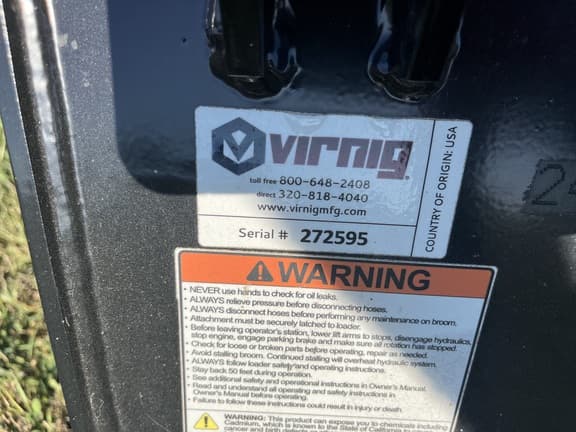 virnig
toll free 800-648-2408
direct 320-818-4040
www.virnigmfg.com
Serial # 272595
COUNTRY OF ORIGIN: USA
WARNING
• NEVER use hands to check for oil leaks.
• ALWAYS relieve pressure before disconnecting hoses.
• ALWAYS disconnect hoses before performing any maintenance on broom.
• Attachment must be securely latched to loader.
• Before leaving operator's station, lower lift arms to stops, disengage hydraulics,
stop engine, engage parking brake and make sure all rotation has stopped.
• Check for loose or broken parts before operating, repair as needed.
• Avoid stalling broom. Continued stalling will overheat hydraulic system.
• ALWAYS follow loader safety and operating instructions.
• Stay back 50 feet during operation.
• See additional safety and operational instructions in Owner's Manual.
• Read and understand all operating and safety instructions in
Owner's Manual before operating.
• Failure to follow these instructions could result in injury or death.
WARNING: This product can expose you to chemicals including
Cadmium, which is known to the State of California to cause
cancer and birth defects or